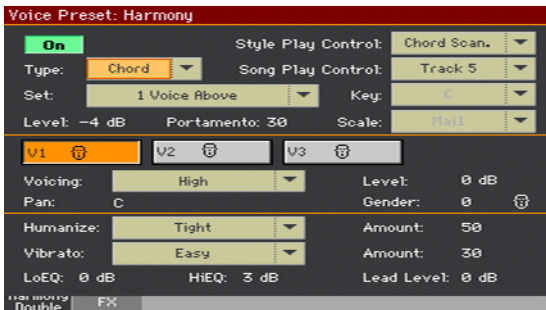 Voice Preset: Harmony
On Style Play Control: Chord Scan.
Type: Chord Song Play Control: Track 5
Set: 1 Voice Above Key: C
Level: -4 dB Portamento: 30 Scale: Maj1
V1 V2 V3
Voicing: High Level: 0 dB
Pan: C Gender: 0
Humanize: Tight Amount: 50
Vibrato: Easy Amount: 30
LoEQ: 0 dB HiEQ: 3 dB Lead Level: 0 dB
Harmony
Double FX